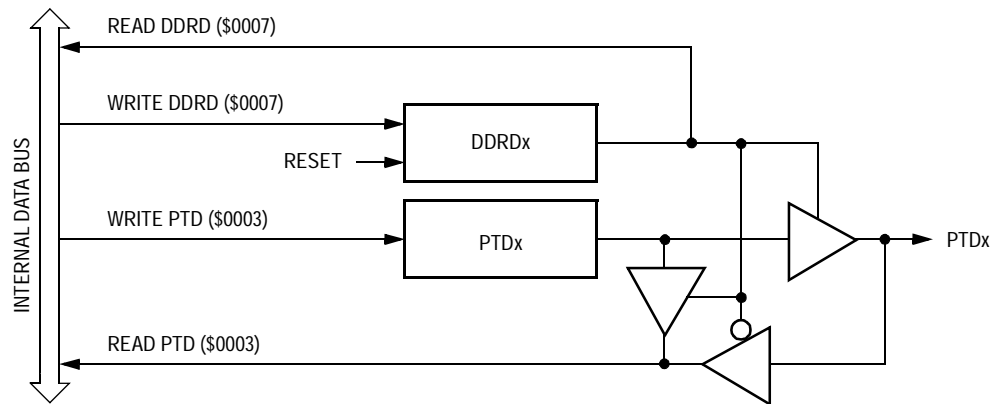 READ DDRD ($0007)
WRITE DDRD ($0007)
DDRDx
RESET
WRITE PTD ($0003)
PTDx
PTDx
READ PTD ($0003)
INTERNAL DATA BUS